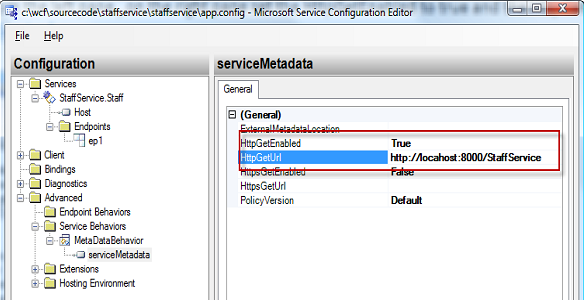 c:\wcf\sourcecode\staffservice\staffservice\app.config - Microsoft Service Configuration Editor
File Help
Configuration
Services
StaffService.Staff
Host
Endpoints
ep1
Client
Bindings
Diagnostics
Advanced
Endpoint Behaviors
Service Behaviors
MetaDataBehavior
serviceMetadata
Extensions
Hosting Environment
serviceMetadata
General
(General)
ExternalMetadataLocation
HttpGetEnabled True
HttpGetUrl http://locahost:8000/StaffService
HttpsGetEnabled False
HttpsGetUrl
PolicyVersion Default